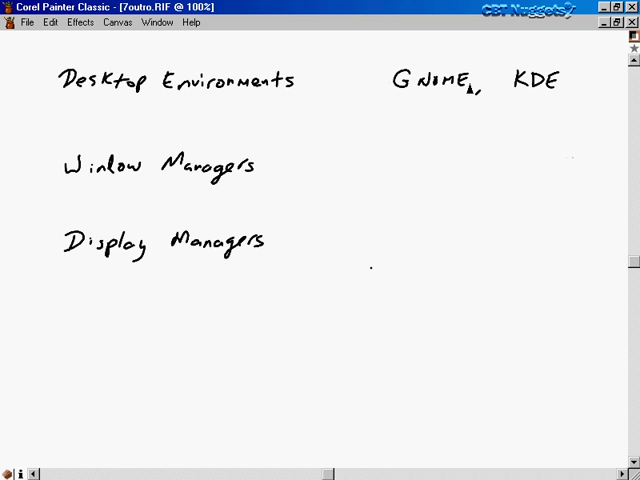 Corel Painter Classic - [7outro.RIF @ 100%]
CBT Nuggets
File Edit Effects Canvas Window Help
Desktop Environments GNOME, KDE
Window Managers
Display Managers